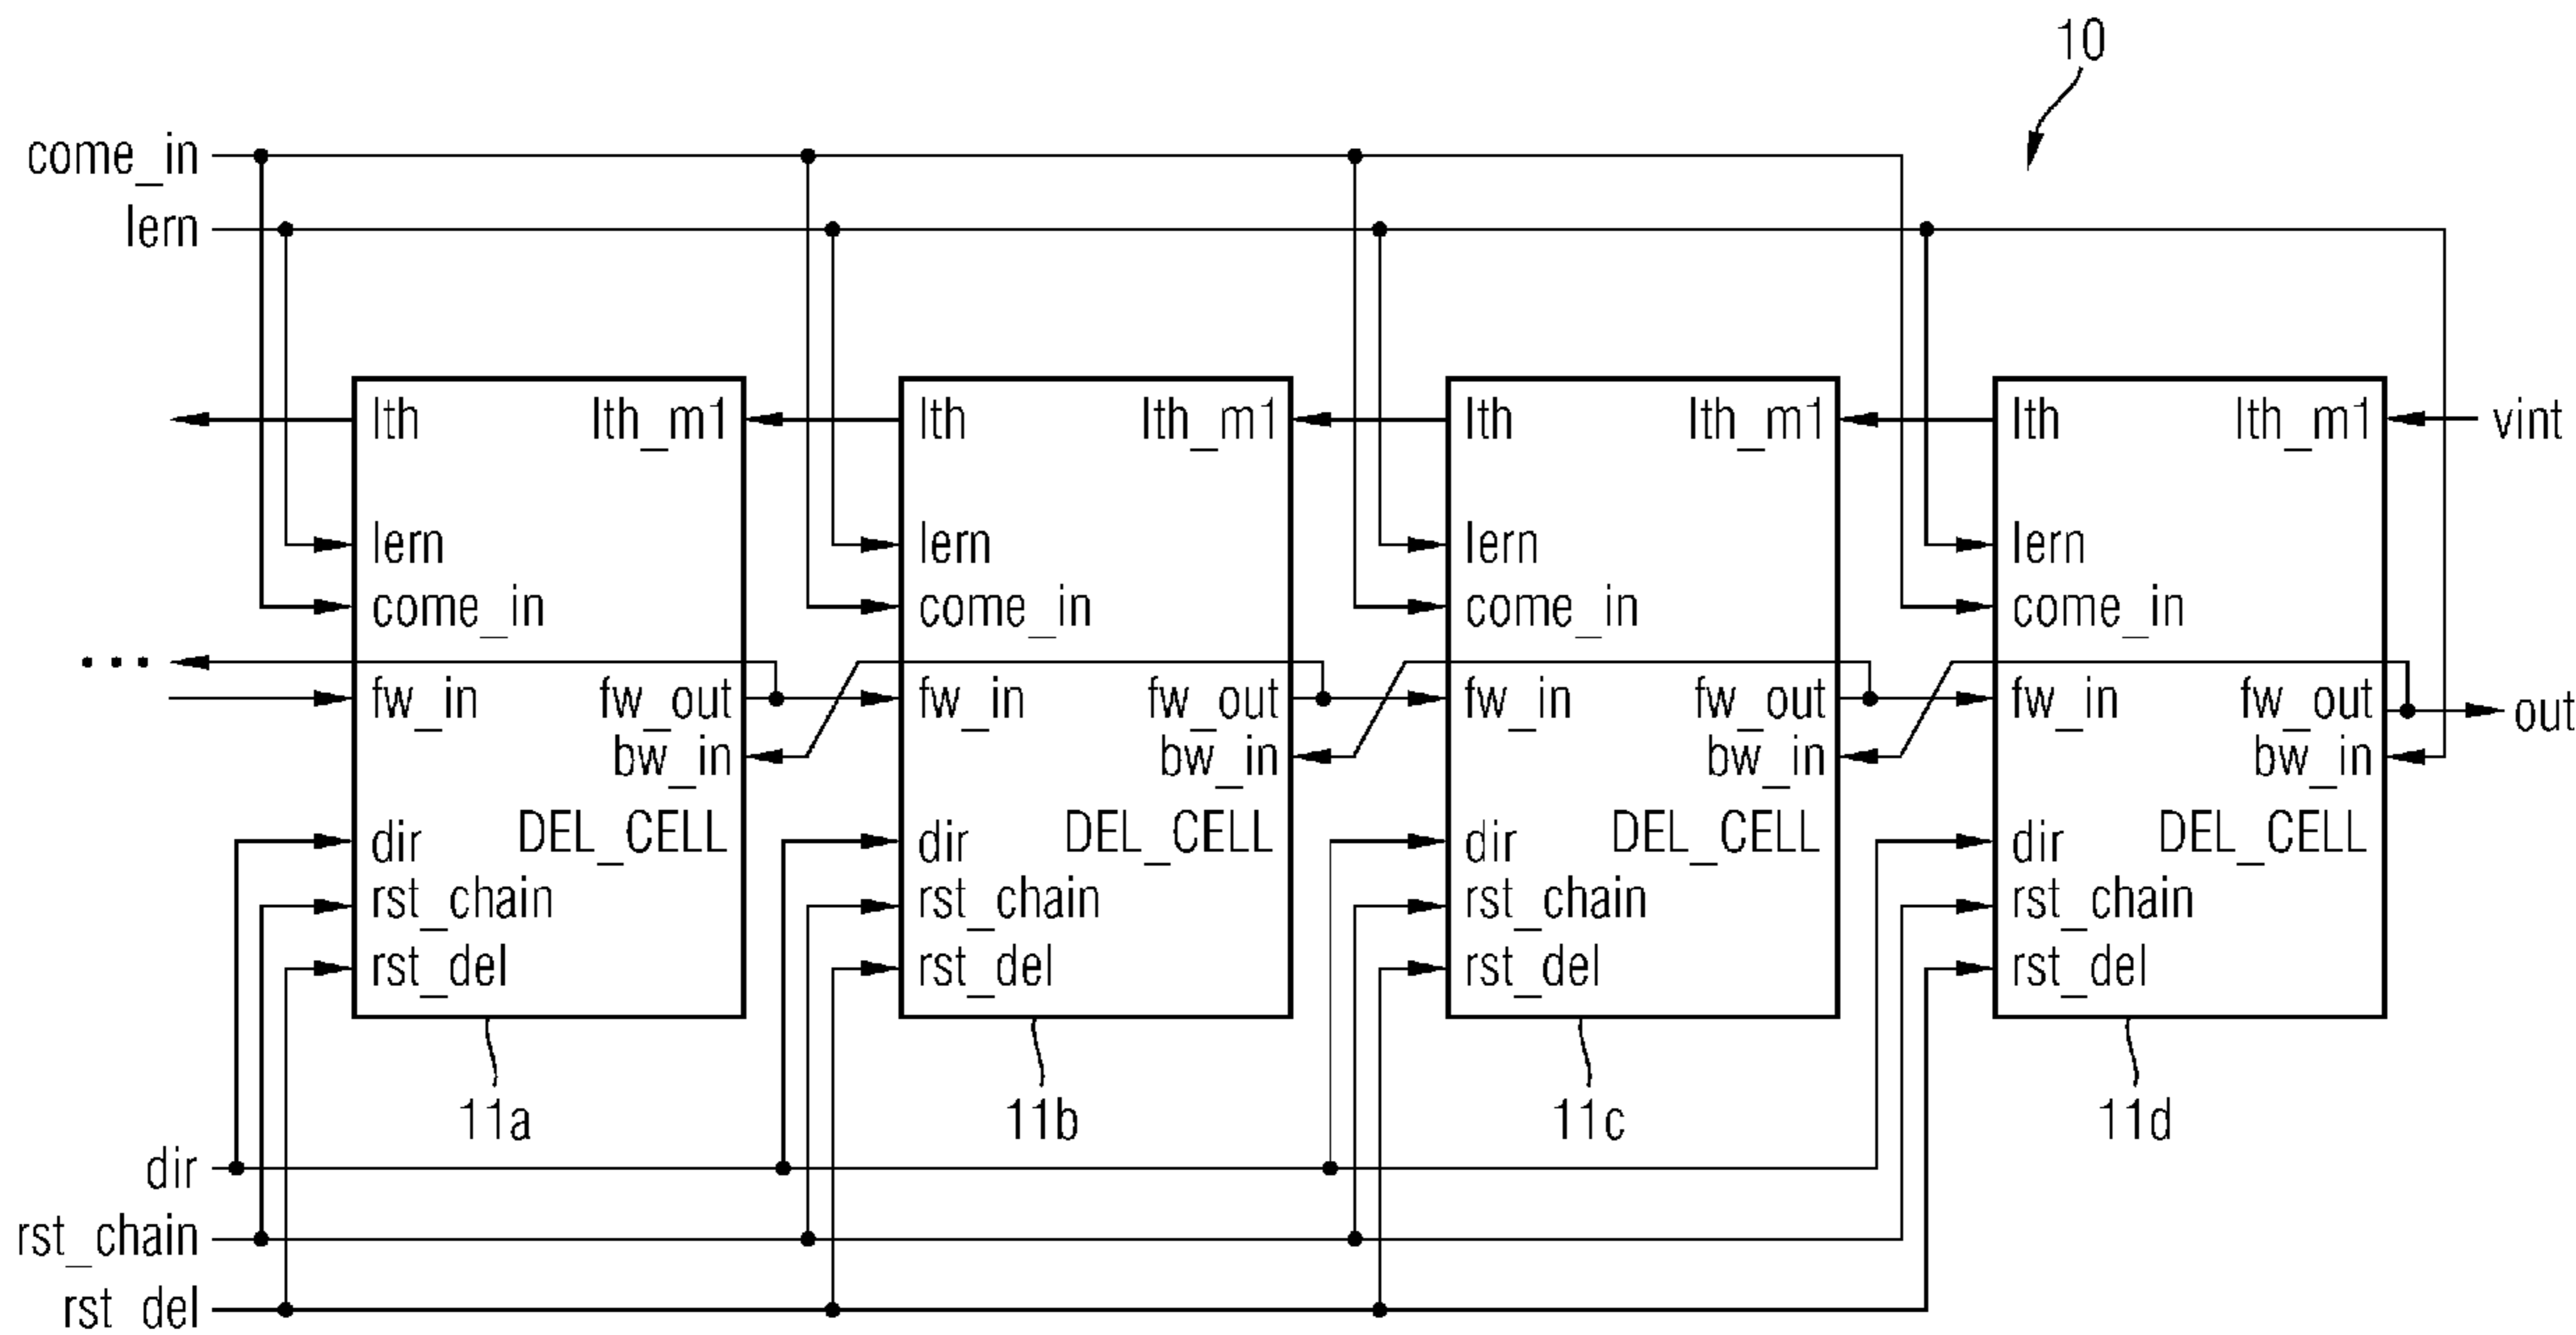 10
come_in
lern
lth lth_m1 lth lth_m1 lth lth_m1 lth lth_m1 vint
lern lern lern lern
come_in come_in come_in come_in
...
fw_in fw_out fw_in fw_out fw_in fw_out fw_in fw_out out
bw_in bw_in bw_in bw_in
dir DEL_CELL dir DEL_CELL dir DEL_CELL dir DEL_CELL
rst_chain rst_chain rst_chain rst_chain
rst_del rst_del rst_del rst_del
11a 11b 11c 11d
dir
rst_chain
rst del